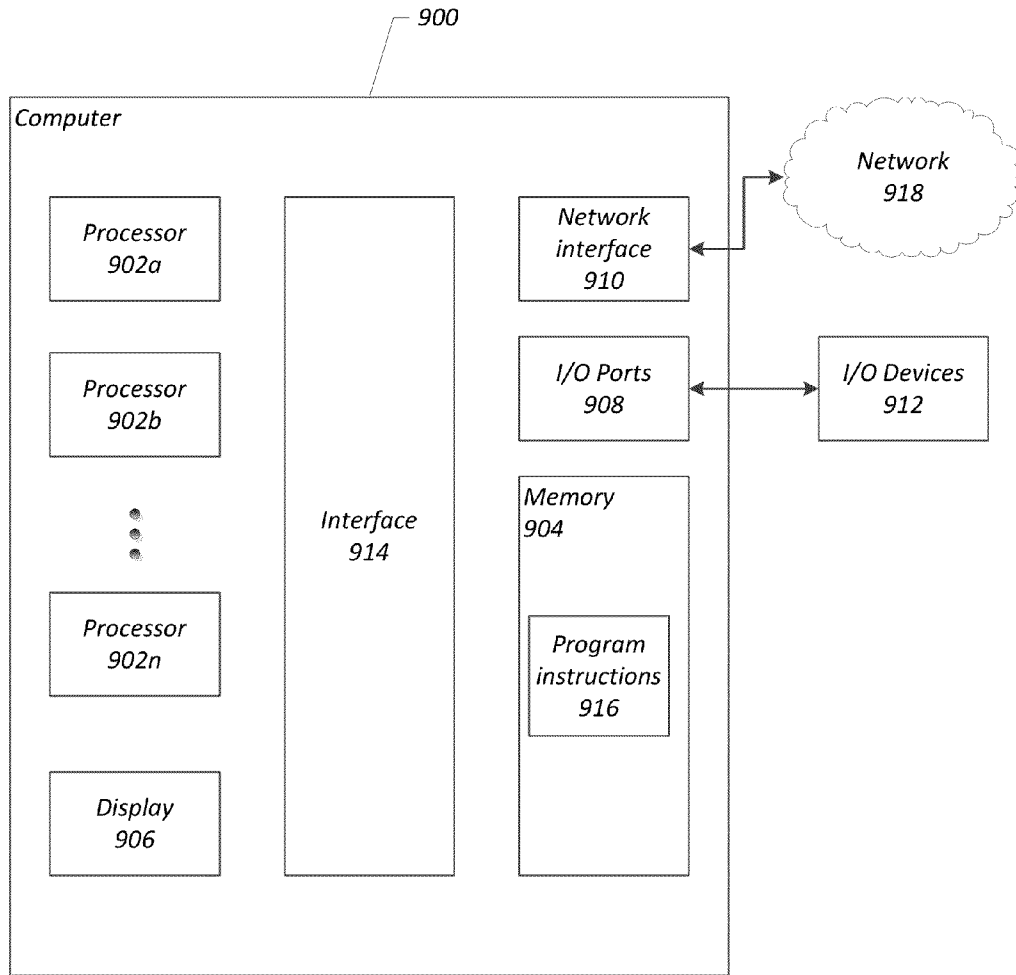 900
Computer
Network
918
Processor
902a
Network
interface
910
Processor
902b
I/O Ports
908
I/O Devices
912
Interface
914
Memory
904
Processor
902n
Program
instructions
916
Display
906